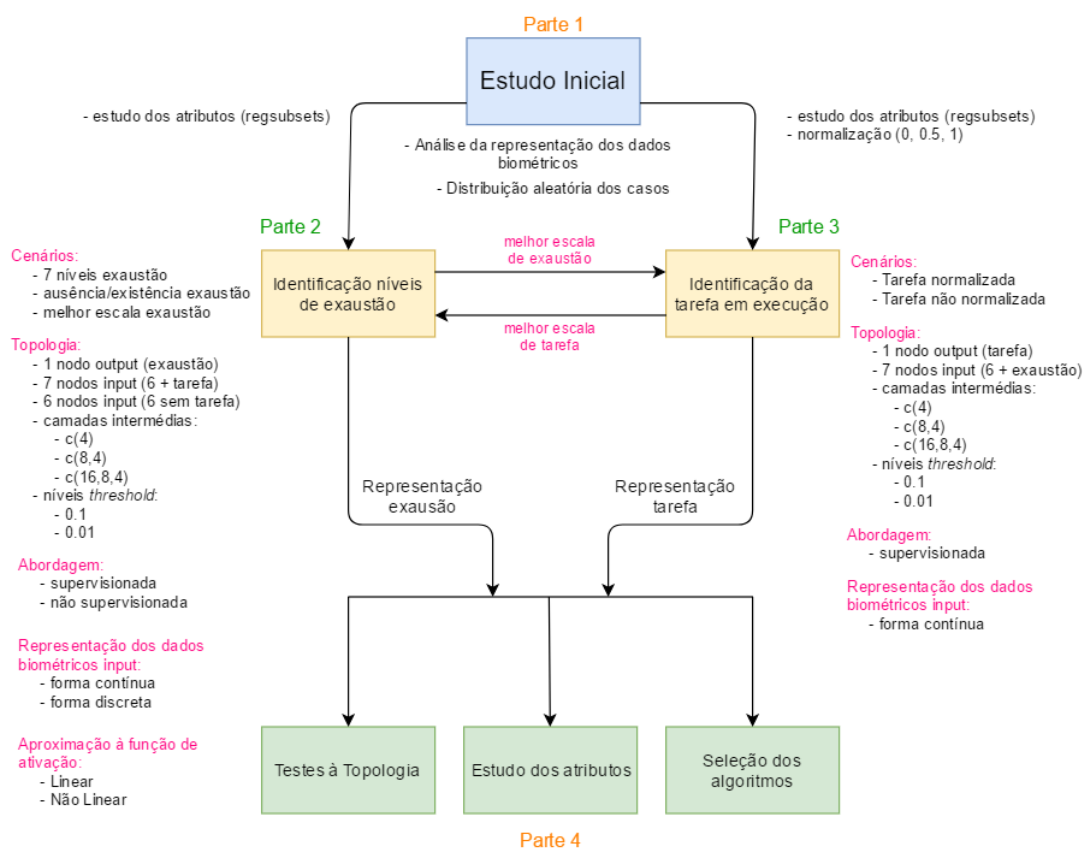 Parte 1
Estudo Inicial
- estudo dos atributos (regsubsets)
- Análise da representação dos dados
biométricos
- Distribuição aleatória dos casos
- estudo dos atributos (regsubsets)
- normalização (0, 0.5, 1)
Parte 2
Parte 3
Identificação níveis
de exaustão
melhor escala
de exaustão
melhor escala
de tarefa
Identificação da
tarefa em execução
Cenários:
- 7 níveis exaustão
- ausência/existência exaustão
- melhor escala exaustão
Topologia:
- 1 nodo output (exaustão)
- 7 nodos input (6 + tarefa)
- 6 nodos input (6 sem tarefa)
- camadas intermédias:
- c(4)
- c(8,4)
- c(16,8,4)
- níveis threshold:
- 0.1
- 0.01
Abordagem:
- supervisionada
- não supervisionada
Representação dos dados
biométricos input:
- forma contínua
- forma discreta
Aproximação à função de
ativação:
- Linear
- Não Linear
Cenários:
- Tarefa normalizada
- Tarefa não normalizada
Topologia:
- 1 nodo output (tarefa)
- 7 nodos input (6 + exaustão)
- camadas intermédias:
- c(4)
- c(8,4)
- c(16,8,4)
- níveis threshold:
- 0.1
- 0.01
Abordagem:
- supervisionada
Representação dos dados
biométricos input:
- forma contínua
Representação
exausão
Representação
tarefa
Testes à Topologia
Estudo dos atributos
Seleção dos
algoritmos
Parte 4